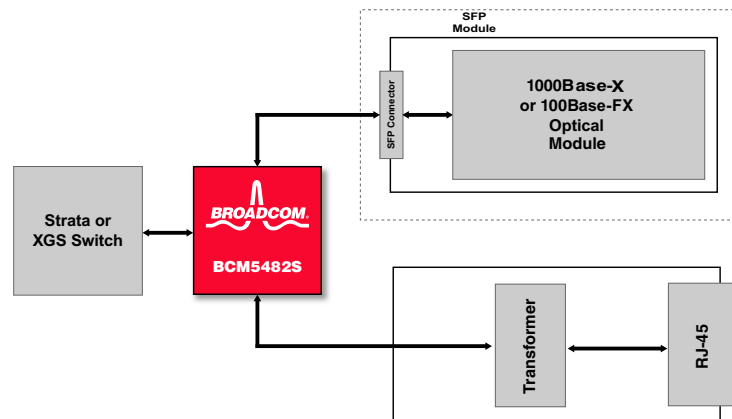 SFP
Module
SFP Connector
1000Base-X
or 100Base-FX
Optical
Module
Strata or
XGS Switch
BROADCOM®
BCM5482S
Transformer
RJ-45